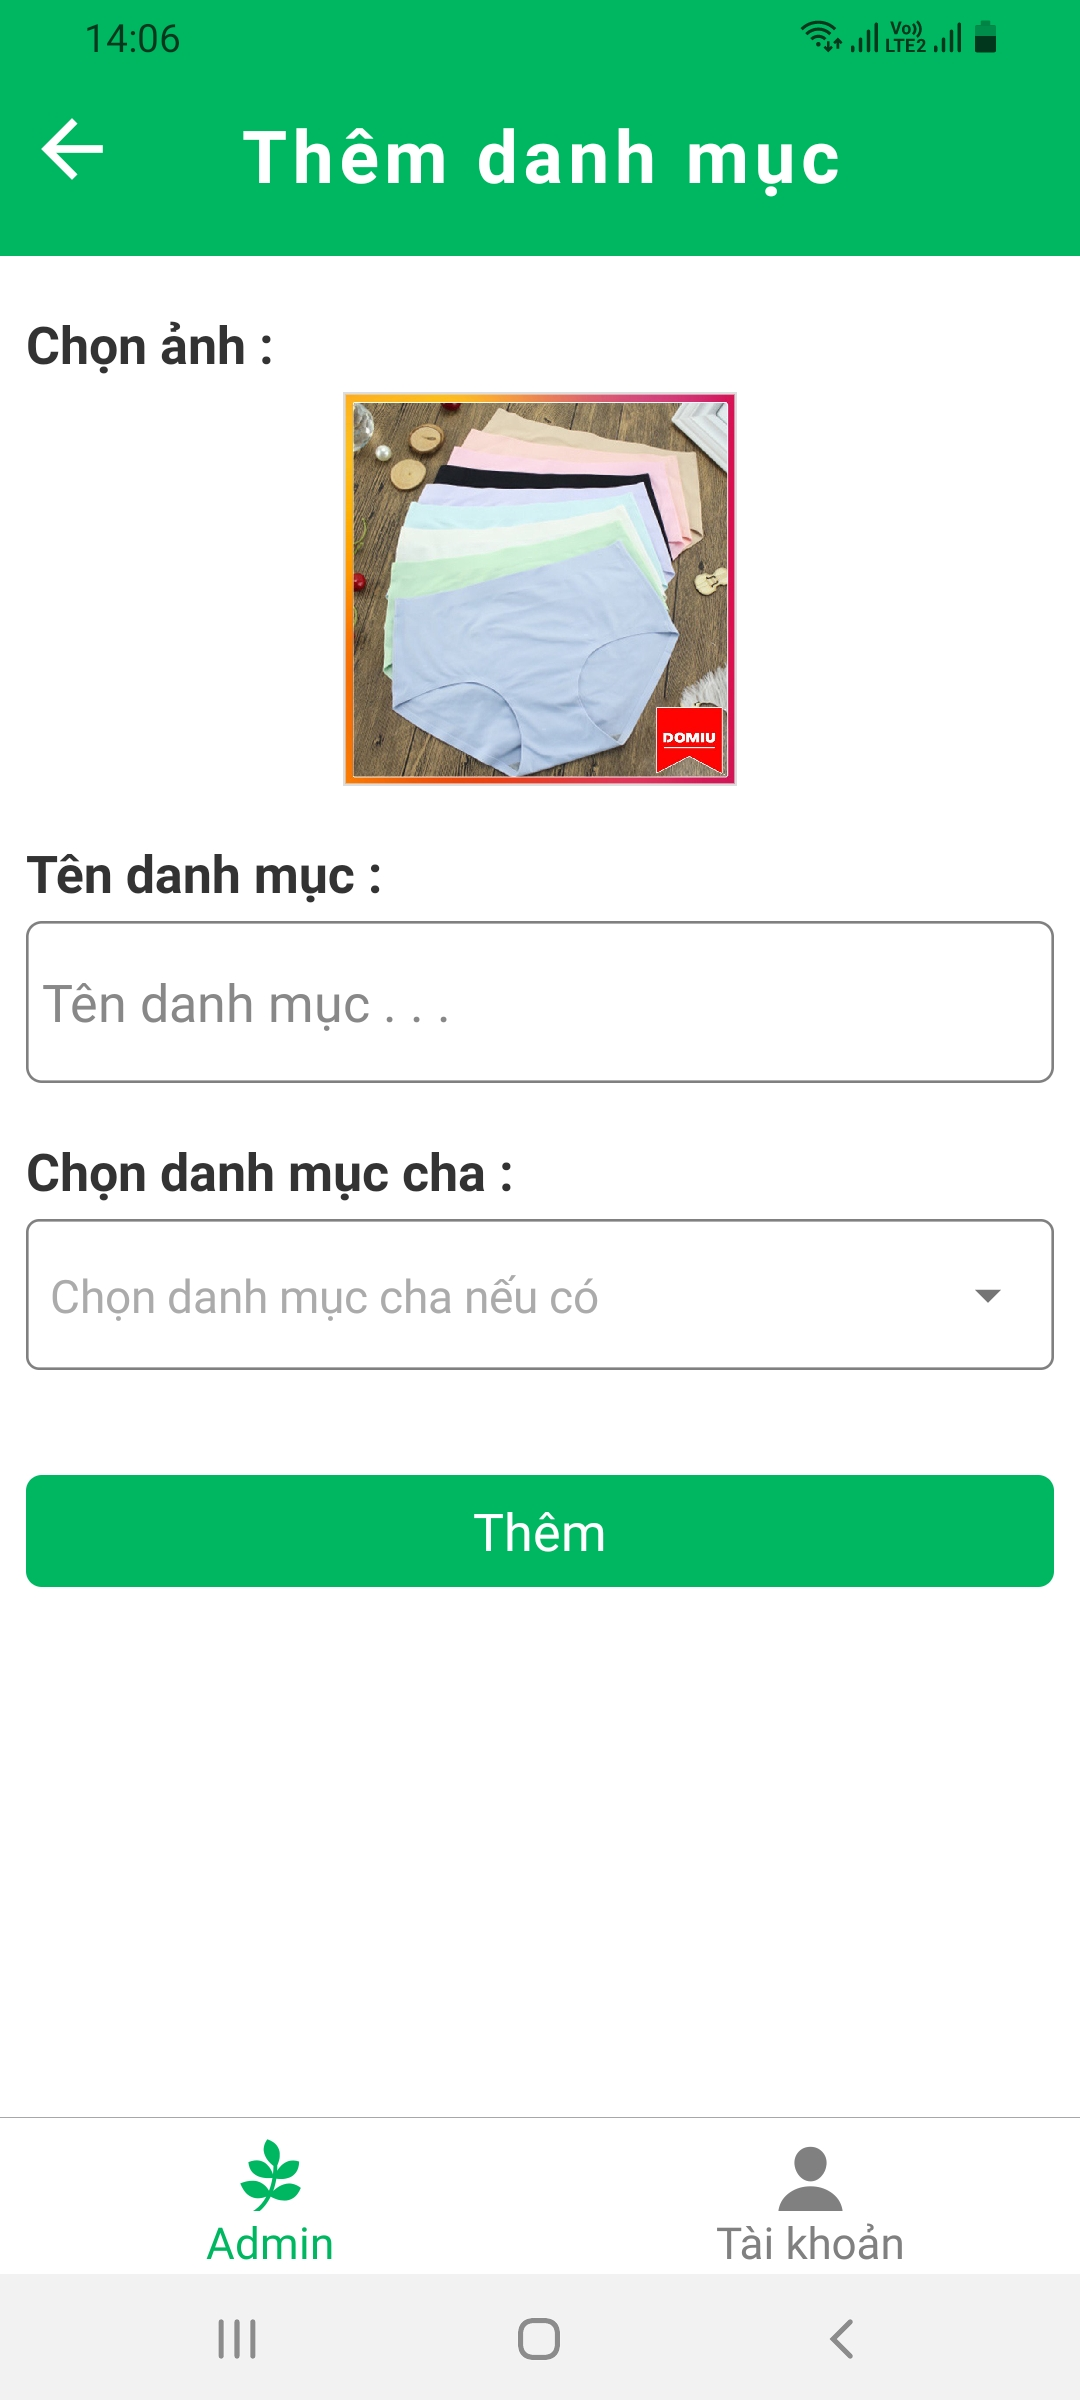 14:06
Vo))
LTE2
Thêm danh mục
Chọn ảnh :
DOMIU
Tên danh mục :
Tên danh mục . . .
Chọn danh mục cha :
Chọn danh mục cha nếu có
Thêm
Admin
Tài khoản